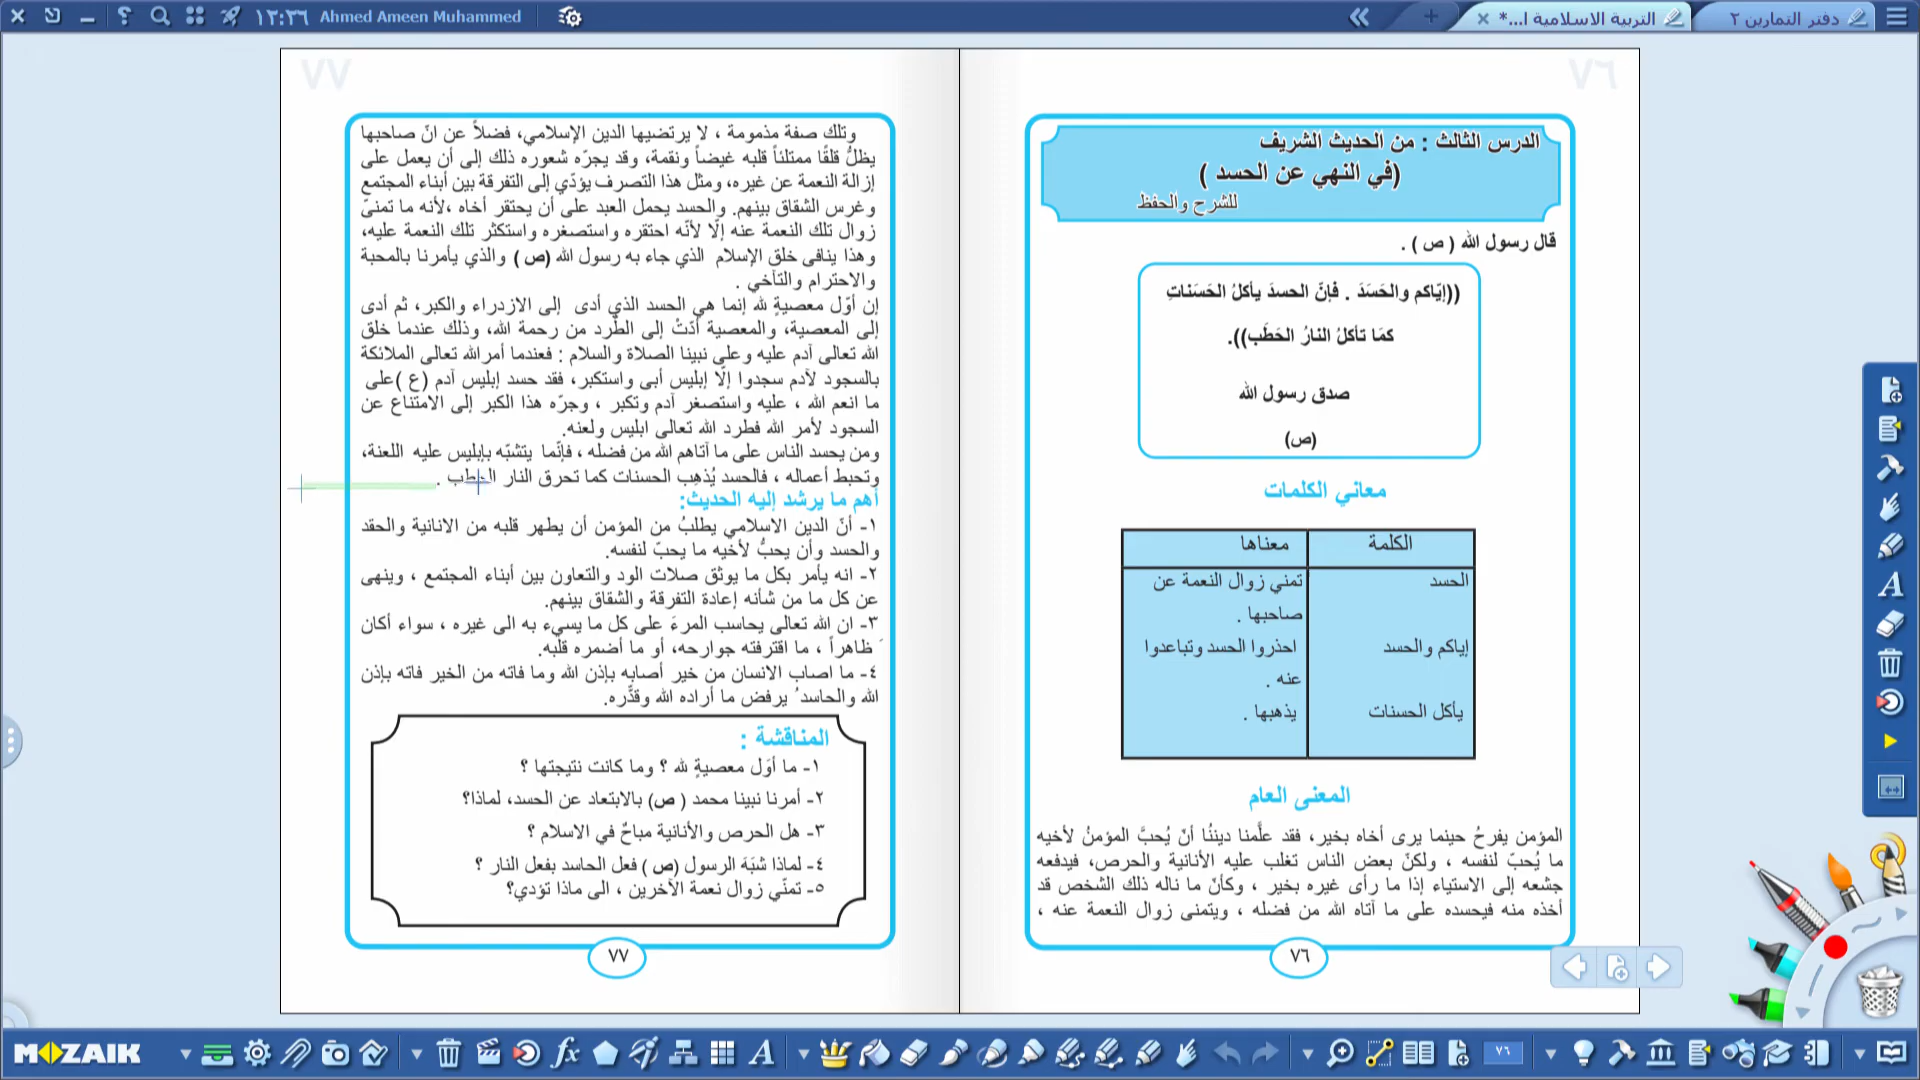 ١٢:٣٦ Ahmed Ameen Muhammed
التربية الاسلامية ا...*
دفتر التمارين ٢
٧٦
الدرس الثالث : من الحديث الشريف
(في النهي عن الحسد )
للشرح والحفظ
قال رسول الله ( ص ) .
((إيّاكم والحَسَدَ . فإنّ الحسدَ يأكلُ الحَسَناتِ
كمَا تأكلُ النارُ الحَطَب)).
صدق رسول الله
(ص)
معاني الكلمات
الكلمة معناها
الحسد تمني زوال النعمة عن
صاحبها .
إياكم والحسد احذروا الحسد وتباعدوا
عنه .
يأكل الحسنات يذهبها .
المعنى العام
المؤمن يفرحُ حينما يرى أخاه بخير، فقد علَّمنا ديننُا أنّ يُحبَّ المؤمنُ لأخيه
ما يُحبّ لنفسه ، ولكنّ بعض الناس تغلب عليه الأنانية والحرص، فيدفعه
جشعه إلى الاستياء إذا ما رأى غيره بخير ، وكأنّ ما ناله ذلك الشخص قد
أخذه منه فيحسده على ما آتاه الله من فضله ، ويتمنى زوال النعمة عنه ،
٧٦
٧٧
وتلك صفة مذمومة ، لا يرتضيها الدين الإسلامي، فضلاً عن انّ صاحبها
يظلُّ قلقًا ممتلئاً قلبه غيضاً ونقمة، وقد يجرّه شعوره ذلك إلى أن يعمل على
إزالة النعمة عن غيره، ومثل هذا التصرف يؤدّي إلى التفرقة بين أبناء المجتمع
وغرس الشقاق بينهم. والحسد يحمل العبد على أن يحتقر أخاه ،لأنه ما تمنىّ
زوال تلك النعمة عنه إلّا لأنّه احتقره واستصغره واستكثر تلك النعمة عليه،
وهذا ينافى خلق الإسلام الذي جاء به رسول الله (ص ) والذي يأمرنا بالمحبة
والاحترام والتآخي .
إن أوّل معصيةٍ لله إنما هي الحسد الذي أدى إلى الازدراء والكبر، ثم أدى
إلى المعصية، والمعصية أدّتْ إلى الطّرد من رحمة الله، وذلك عندما خلق
الله تعالى آدم عليه وعلى نبينا الصلاة والسلام : فعندما أمرالله تعالى الملائكة
بالسجود لآدم سجدوا إلّا إبليس أبى واستكبر، فقد حسد إبليس آدم (ع )على
ما انعم الله ، عليه واستصغر آدم وتكبر ، وجرّه هذا الكبر إلى الامتناع عن
السجود لأمر الله فطرد الله تعالى ابليس ولعنه.
ومن يحسد الناس على ما آتاهم الله من فضله ، فإنّما يتشبّه بإبليس عليه اللعنة،
وتحبط أعماله ، فالحسد يُذهِب الحسنات كما تحرق النار الحطب .
أهم ما يرشد إليه الحديث:
١- أنّ الدين الاسلامي يطلبُ من المؤمن أن يطهر قلبه من الانانية والحقد
والحسد وأن يحبُّ لأخيه ما يحبّ لنفسه.
٢- انه يأمر بكل ما يوثق صلات الود والتعاون بين أبناء المجتمع ، وينهى
عن كل ما من شأنه إعادة التفرقة والشقاق بينهم.
٣- ان الله تعالى يحاسب المرءَ على كل ما يسيء به الى غيره ، سواء أكان
ظاهراً ، ما اقترفته جوارحه، أو ما أضمره قلبه.
٤- ما اصاب الانسان من خير أصابه بإذن الله وما فاته من الخير فاته بإذن
الله والحاسد ُ يرفض ما أراده الله وقدّره.
المناقشة :
١- ما أوّل معصيةٍ لله ؟ وما كانت نتيجتها ؟
٢- أمرنا نبينا محمد ( ص) بالابتعاد عن الحسد، لماذا؟
٣- هل الحرص والأنانية مباحٌ في الاسلام ؟
٤- لماذا شبّه الرسول (ص ) فعل الحاسد بفعل النار ؟
٥- تمنّي زوال نعمة الآخرين ، الى ماذا تؤدي؟
٧٧
MOZAIK
٧٦